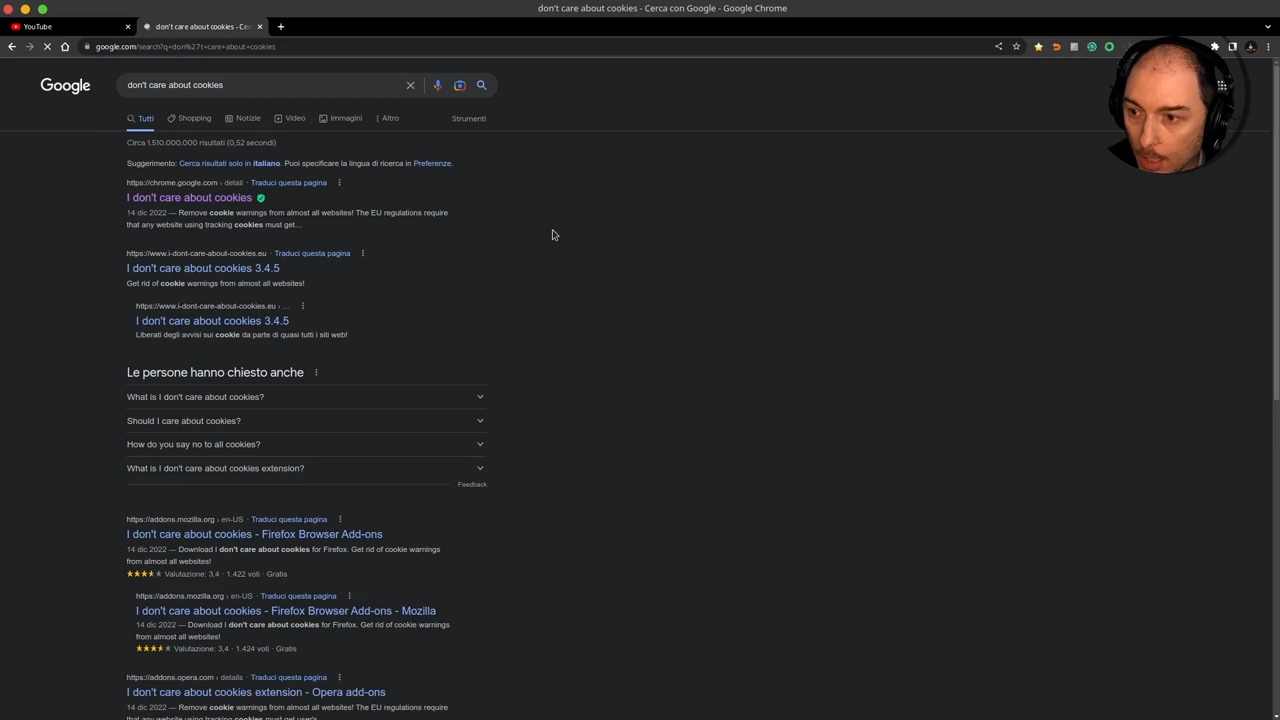 don't care about cookies - Cerca con Google - Google Chrome
YouTube
don't care about cookies - Cer
google.com/search?q=don%27t+care+about+cookies
Google
don't care about cookies
Tutti
Shopping
Notizie
Video
Immagini
Altro
Strumenti
Circa 1.510.000.000 risultati (0,52 secondi)
Suggerimento: Cerca risultati solo in italiano. Puoi specificare la lingua di ricerca in Preferenze.
https://chrome.google.com › detail · Traduci questa pagina
I don't care about cookies
14 dic 2022 — Remove cookie warnings from almost all websites! The EU regulations require
that any website using tracking cookies must get...
https://www.i-dont-care-about-cookies.eu · Traduci questa pagina
I don't care about cookies 3.4.5
Get rid of cookie warnings from almost all websites!
https://www.i-dont-care-about-cookies.eu › ...
I don't care about cookies 3.4.5
Liberati degli avvisi sui cookie da parte di quasi tutti i siti web!
Le persone hanno chiesto anche
What is I don't care about cookies?
Should I care about cookies?
How do you say no to all cookies?
What is I don't care about cookies extension?
Feedback
https://addons.mozilla.org › en-US · Traduci questa pagina
I don't care about cookies - Firefox Browser Add-ons
14 dic 2022 — Download I don't care about cookies for Firefox. Get rid of cookie warnings
from almost all websites!
Valutazione: 3,4 · 1.422 voti · Gratis
https://addons.mozilla.org › en-US · Traduci questa pagina
I don't care about cookies - Firefox Browser Add-ons - Mozilla
14 dic 2022 — Download I don't care about cookies for Firefox. Get rid of cookie warnings
from almost all websites!
Valutazione: 3,4 · 1.424 voti · Gratis
https://addons.opera.com › details · Traduci questa pagina
I don't care about cookies extension - Opera add-ons
14 dic 2022 — Remove cookie warnings from almost all websites! The EU regulations require
that any website using tracking cookies must get user's